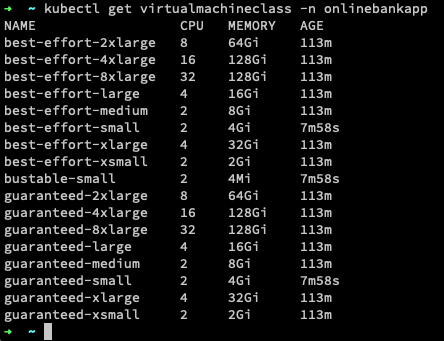 ➜ ~ kubectl get virtualmachineclass -n onlinebankapp
NAME CPU MEMORY AGE
best-effort-2xlarge 8 64Gi 113m
best-effort-4xlarge 16 128Gi 113m
best-effort-8xlarge 32 128Gi 113m
best-effort-large 4 16Gi 113m
best-effort-medium 2 8Gi 113m
best-effort-small 2 4Gi 7m58s
best-effort-xlarge 4 32Gi 113m
best-effort-xsmall 2 2Gi 113m
bustable-small 2 4Mi 7m58s
guaranteed-2xlarge 8 64Gi 113m
guaranteed-4xlarge 16 128Gi 113m
guaranteed-8xlarge 32 128Gi 113m
guaranteed-large 4 16Gi 113m
guaranteed-medium 2 8Gi 113m
guaranteed-small 2 4Gi 7m58s
guaranteed-xlarge 4 32Gi 113m
guaranteed-xsmall 2 2Gi 113m
➜ ~